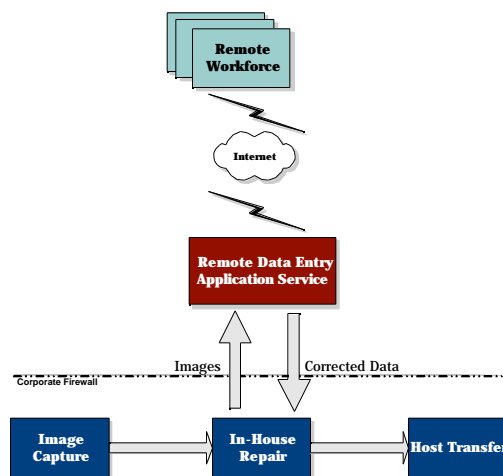 Remote
Workforce
Internet
Remote Data Entry
Application Service
Images
Corrected Data
Corporate Firewall
Image
Capture
In-House
Repair
Host Transfer